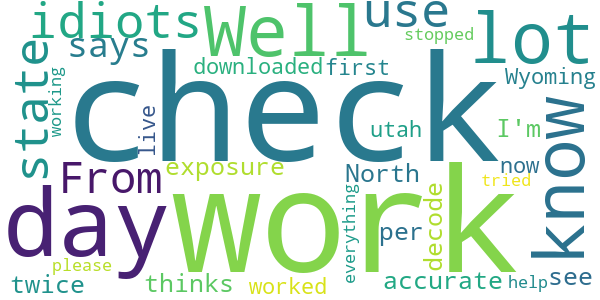 idiots Well use lot
says stopped
state downloaded first Wyoming
check
working live utah I'm know
From exposure North now
day work tried
everything per decode
please see
twice thinks worked accurate help